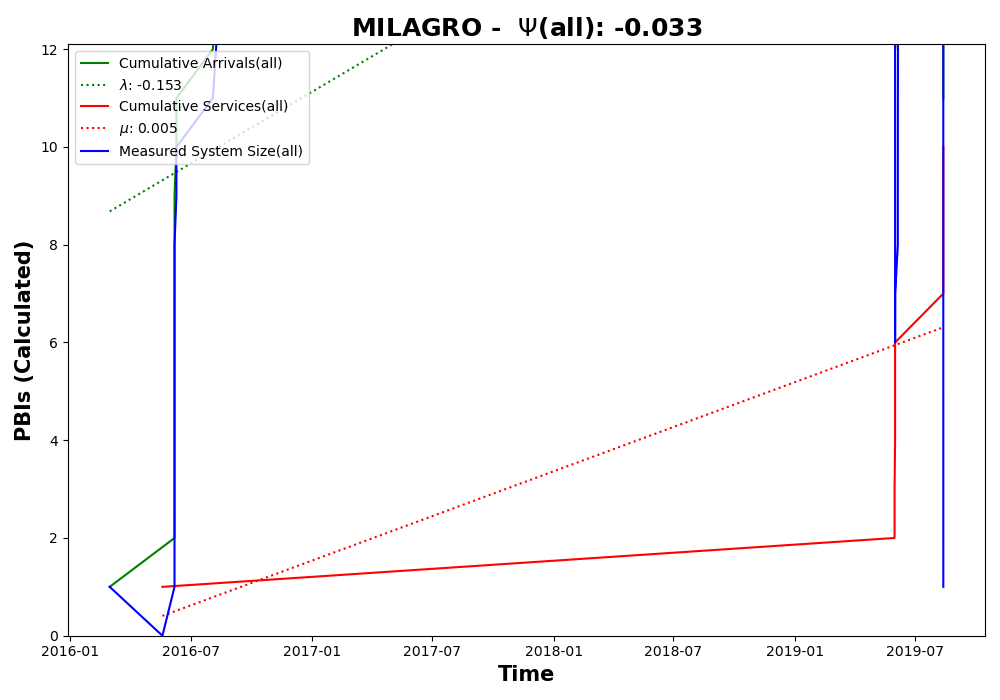 MILAGRO -  Ψ(all): -0.033
PBIs (Calculated)
12
10
8
6
4
2
0
Cumulative Arrivals(all)
λ: -0.153
Cumulative Services(all)
μ: 0.005
Measured System Size(all)
2016-01 2016-07 2017-01 2017-07 2018-01 2018-07 2019-01 2019-07
Time